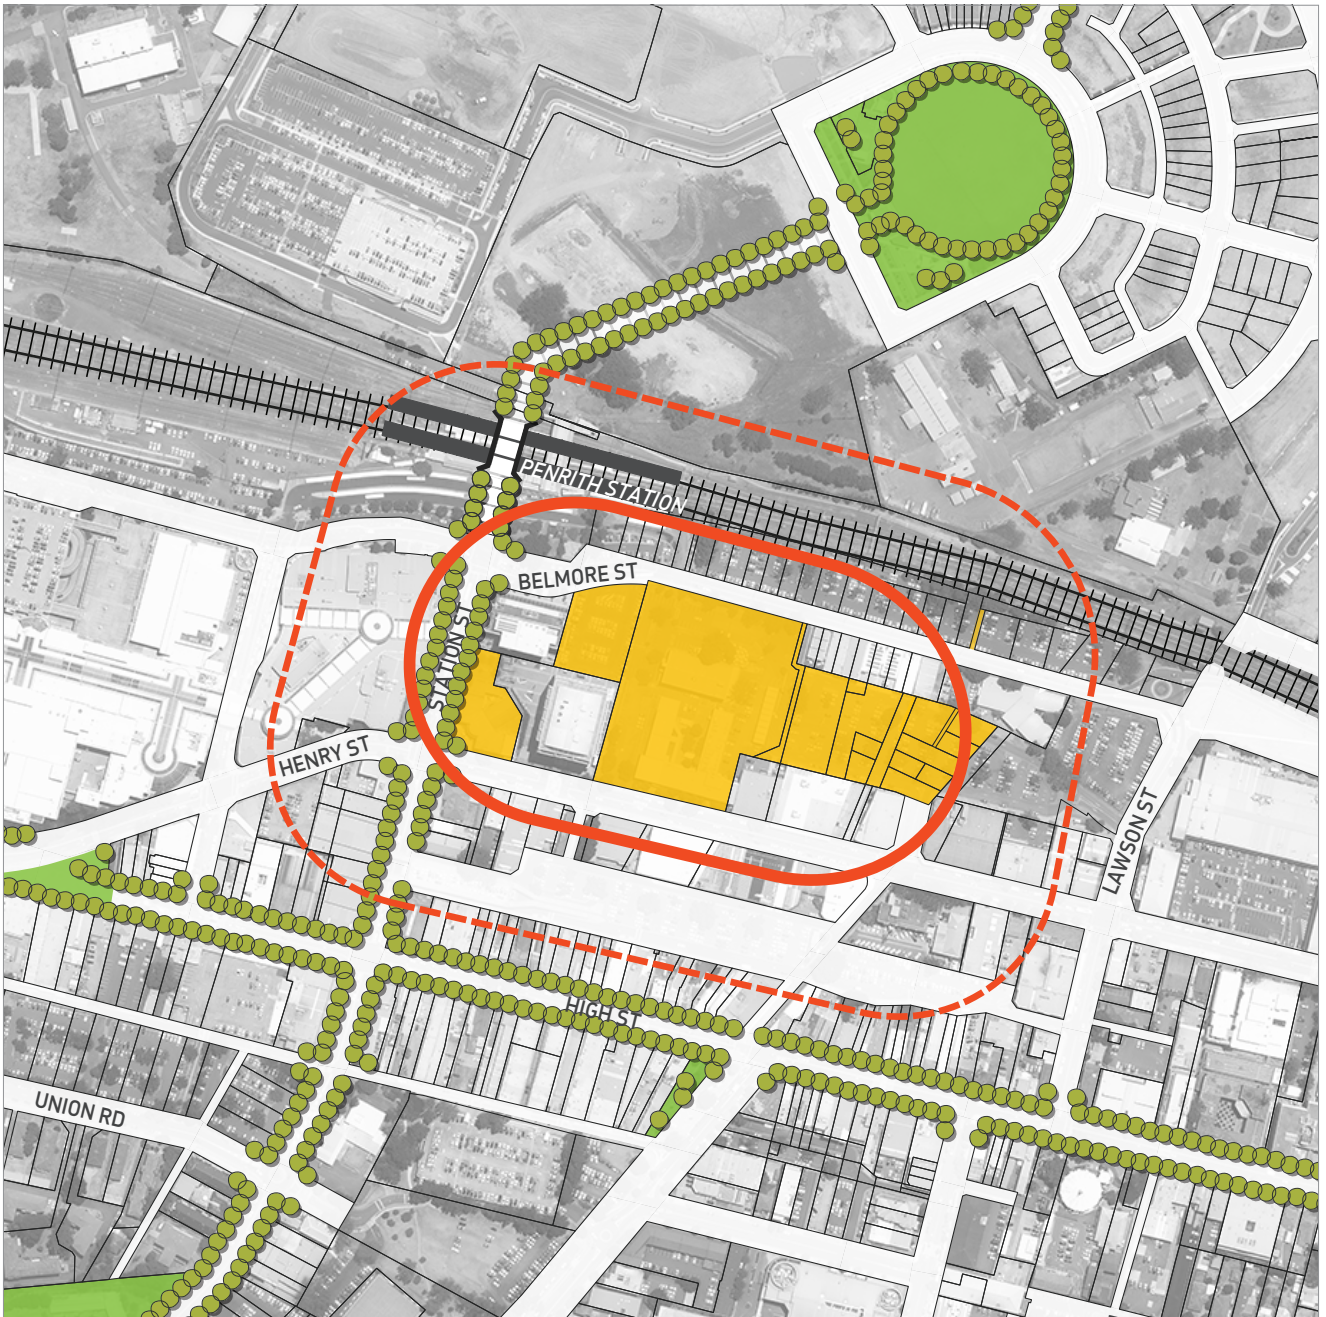 PENRITH STATION
BELMORE ST
STATION ST
HENRY ST
LAWSON ST
HIGH ST
UNION RD